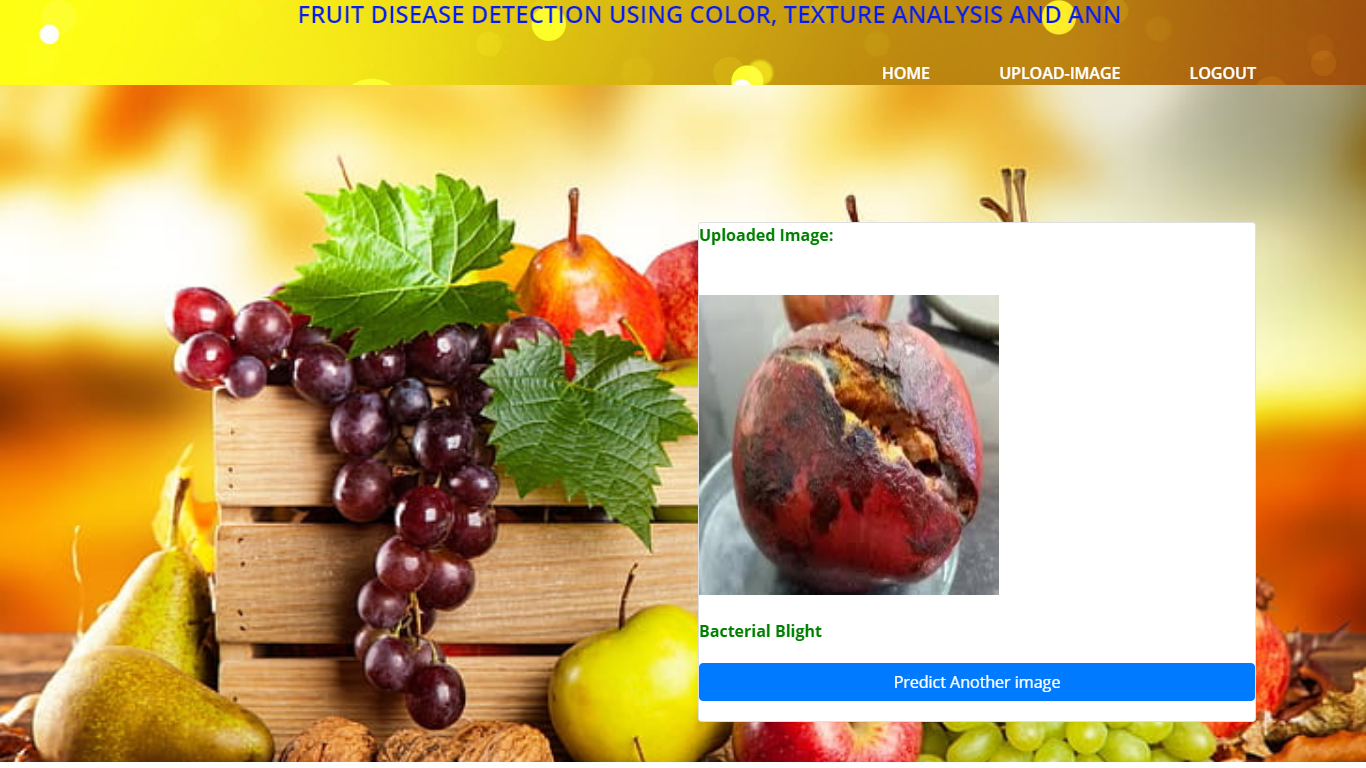 FRUIT DISEASE DETECTION USING COLOR, TEXTURE ANALYSIS AND ANN
HOME UPLOAD-IMAGE LOGOUT
Uploaded Image:
Bacterial Blight
Predict Another image